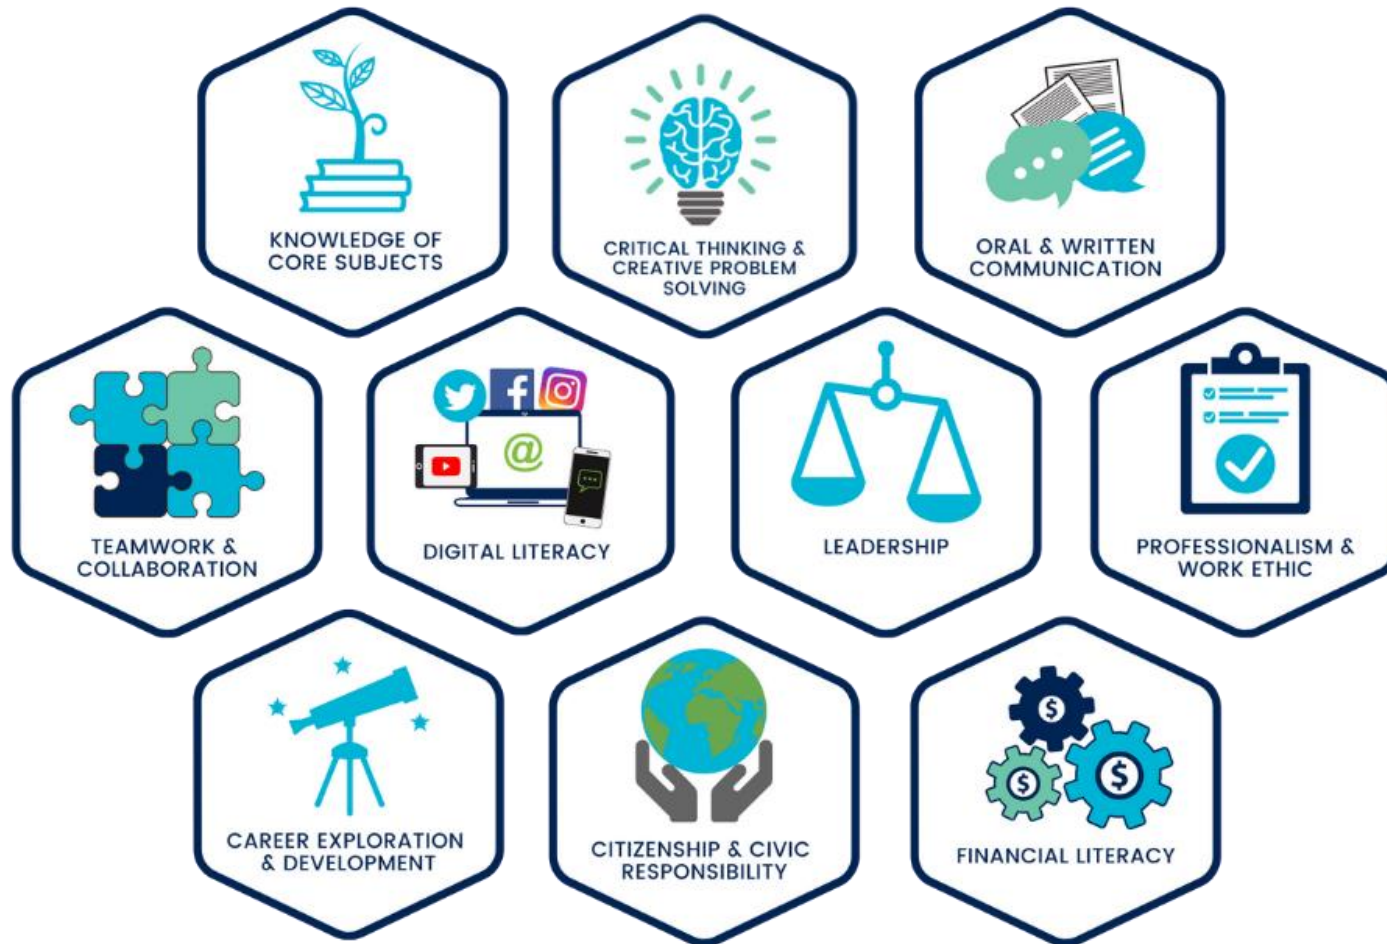 KNOWLEDGE OF
CORE SUBJECTS
CRITICAL THINKING &
CREATIVE PROBLEM
SOLVING
ORAL & WRITTEN
COMMUNICATION
TEAMWORK &
COLLABORATION
@
DIGITAL LITERACY
LEADERSHIP
PROFESSIONALISM &
WORK ETHIC
CAREER EXPLORATION
& DEVELOPMENT
CITIZENSHIP & CIVIC
RESPONSIBILITY
$
$
$
FINANCIAL LITERACY